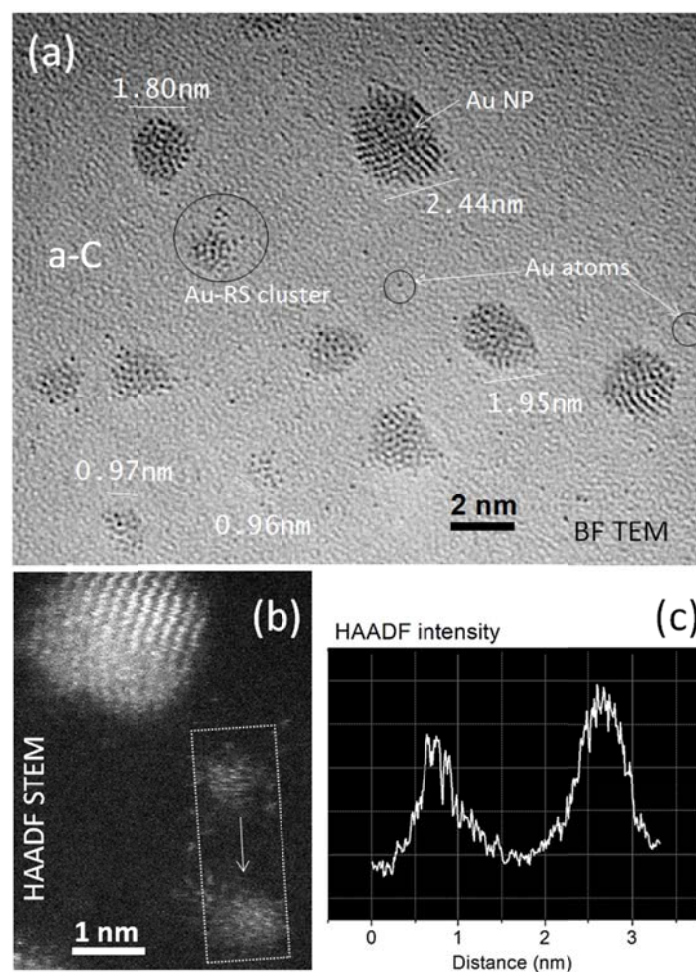 (a)
1.80nm
Au NP
2.44nm
a-C
Au-RS cluster
Au atoms
1.95nm
0.97nm
0.96nm
2 nm
BF TEM
(b)
HAADF STEM
1 nm
(c)
HAADF intensity
0 1 2 3
Distance (nm)